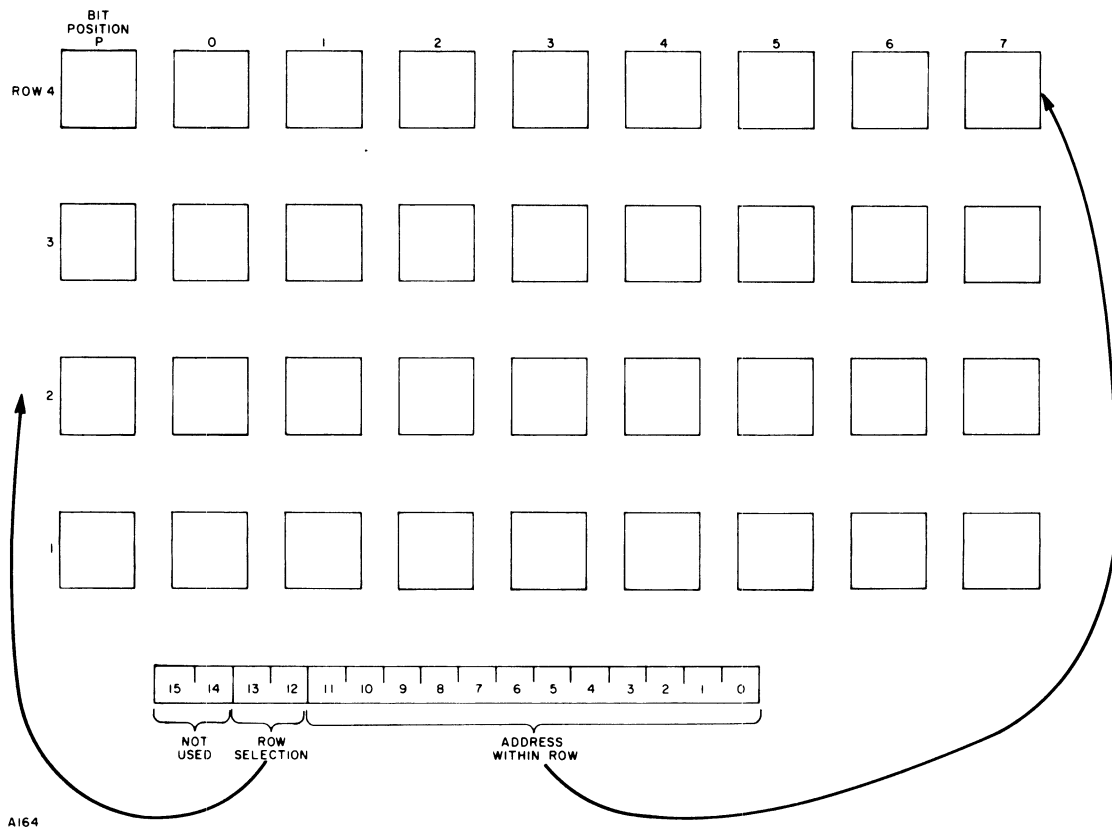 BIT
POSITION
P 0 1 2 3 4 5 6 7
ROW 4
3
2
1
15 14 13 12 11 10 9 8 7 6 5 4 3 2 1 0
NOT USED
ROW SELECTION
ADDRESS WITHIN ROW
A164